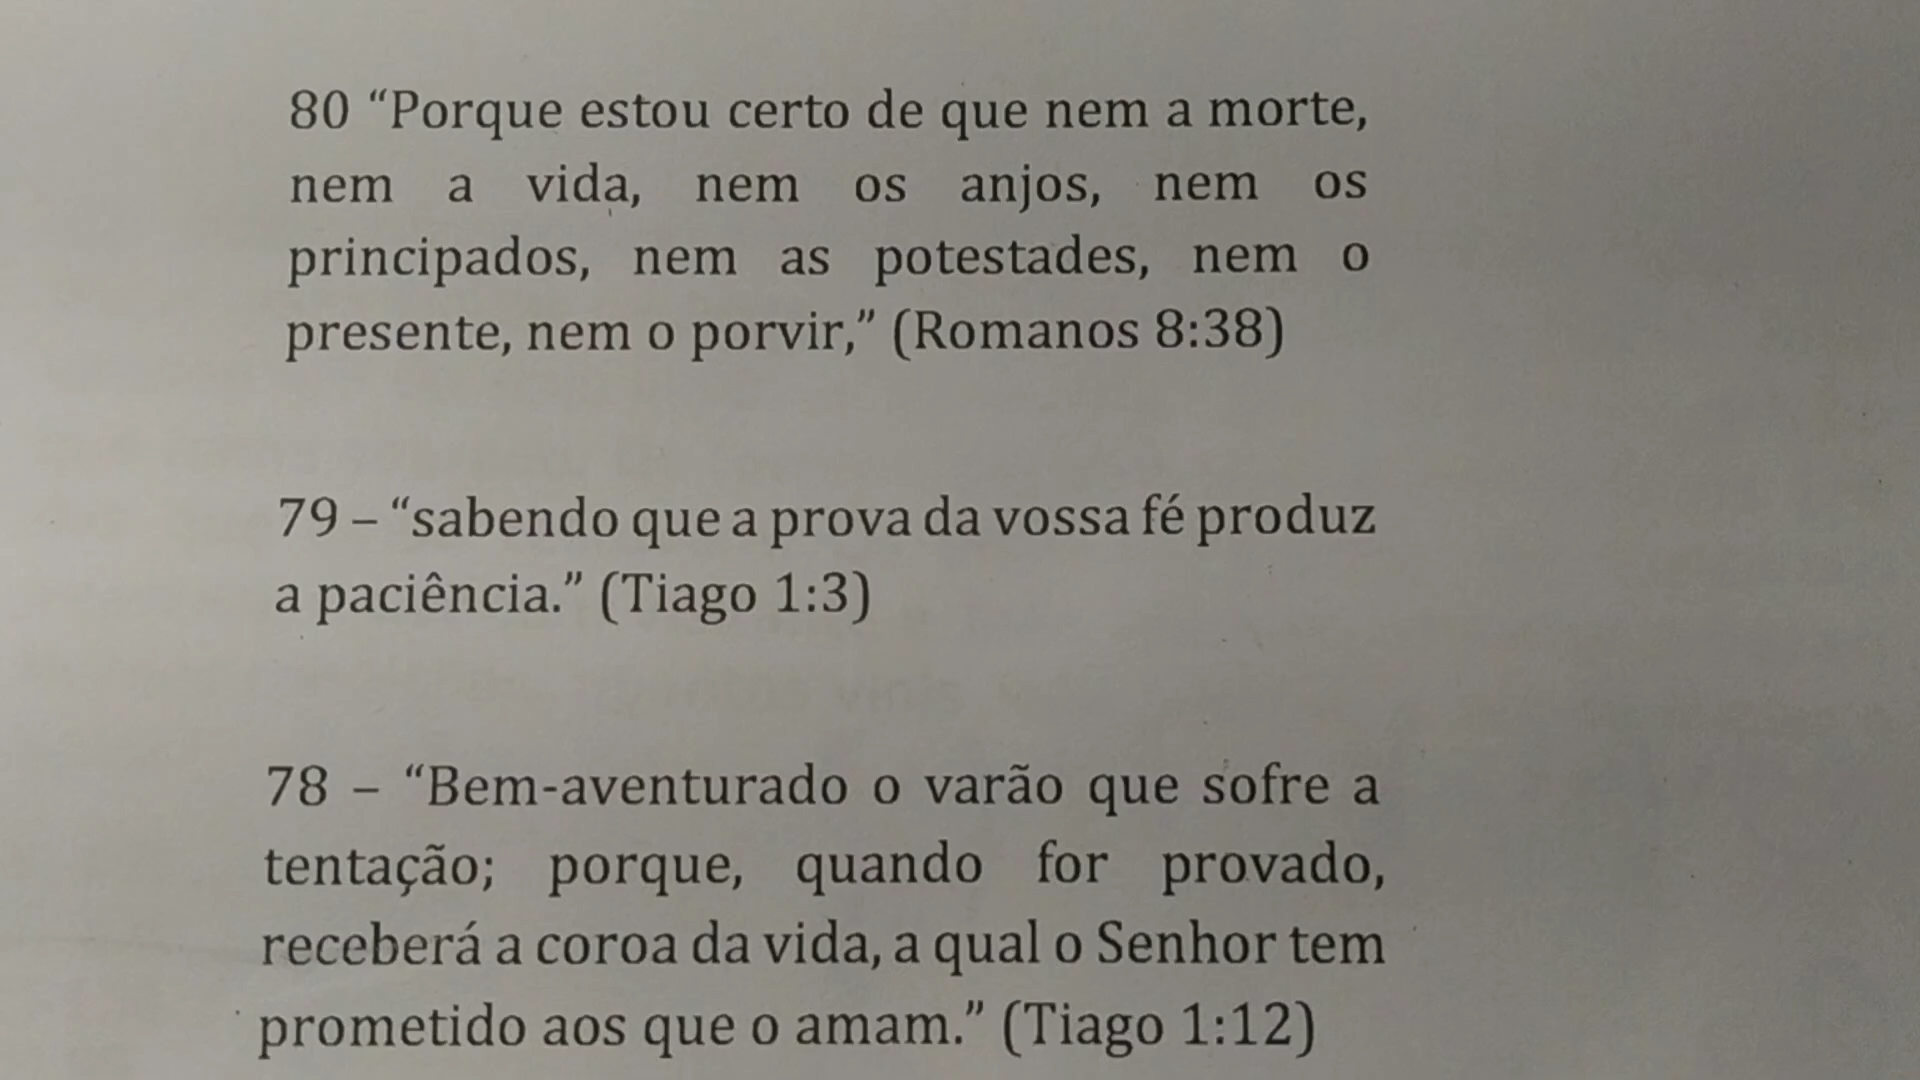 80 “Porque estou certo de que nem a morte,
nem a vida, nem os anjos, nem os
principados, nem as potestades, nem o
presente, nem o porvir,” (Romanos 8:38)
79 – “sabendo que a prova da vossa fé produz
a paciência.” (Tiago 1:3)
78 – “Bem-aventurado o varão que sofre a
tentação; porque, quando for provado,
receberá a coroa da vida, a qual o Senhor tem
prometido aos que o amam.” (Tiago 1:12)